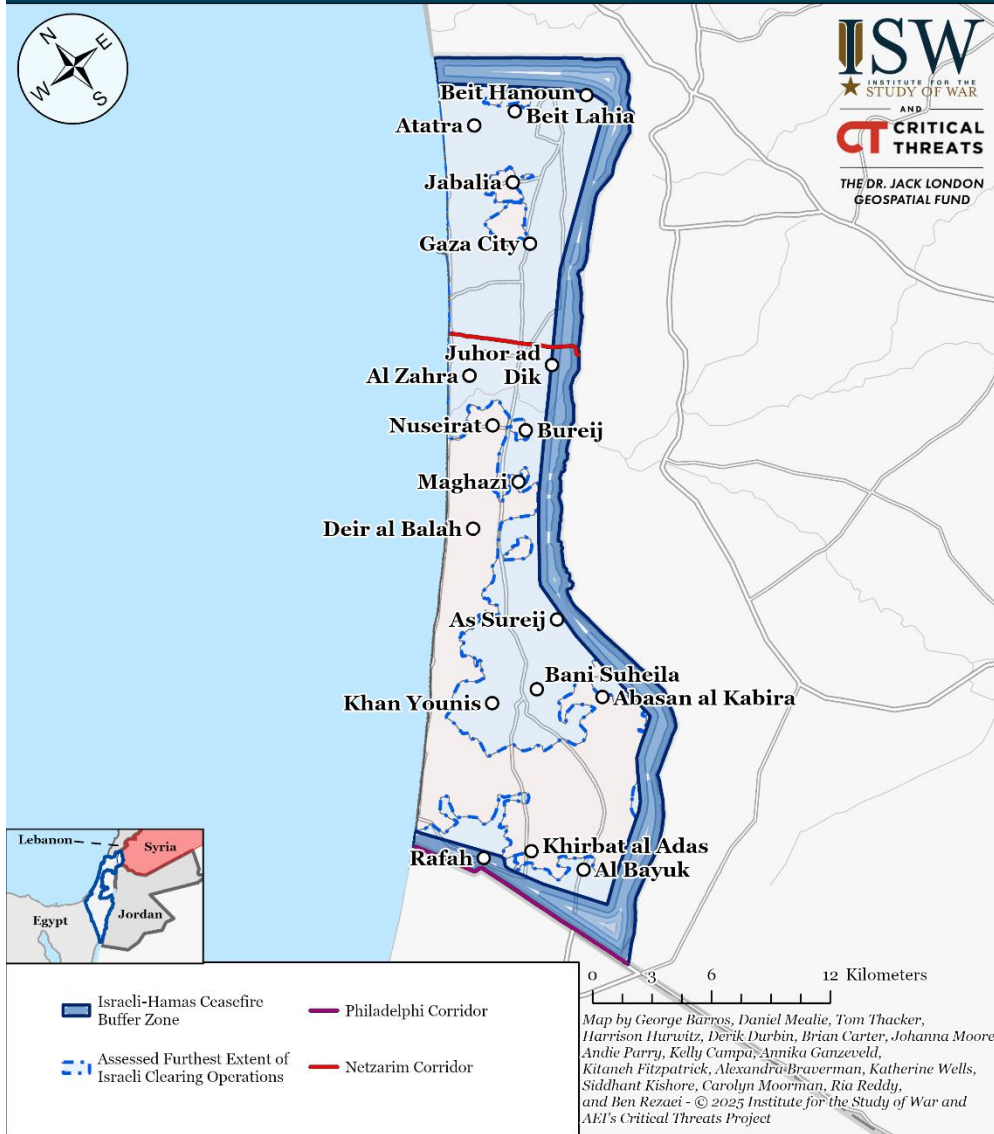 N
E
W
S
ISW
INSTITUTE FOR THE
STUDY OF WAR
AND
CT CRITICAL
THREATS
THE DR. JACK LONDON
GEOSPATIAL FUND
Beit Hanoun
Beit Lahia
Atatra
Jabalia
Gaza City
Juhor ad
Dik
Al Zahra
Nuseirat
Bureij
Maghazi
Deir al Balah
As Sureij
Bani Suheila
Abasan al Kabira
Khan Younis
Khirbat al Adas
Rafah
Al Bayuk
Lebanon
Syria
Egypt
Jordan
0 3 6 12 Kilometers
Israeli-Hamas Ceasefire
Buffer Zone
Assessed Furthest Extent of
Israeli Clearing Operations
Philadelphi Corridor
Netzarim Corridor
Map by George Barros, Daniel Mealie, Tom Thacker,
Harrison Hurwitz, Derik Durbin, Brian Carter, Johanna Moore
Andie Parry, Kelly Campa, Annika Ganzeveld,
Kitaneh Fitzpatrick, Alexandra Braverman, Katherine Wells,
Siddhant Kishore, Carolyn Moorman, Ria Reddy,
and Ben Rezaei - © 2025 Institute for the Study of War and
AEI's Critical Threats Project